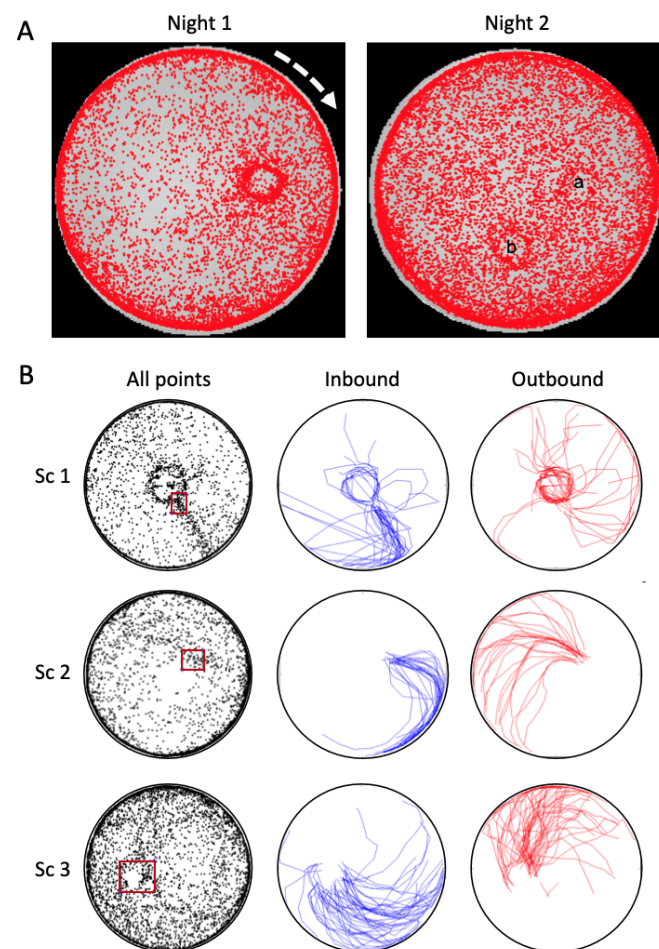 A
Night 1
Night 2
a
b
B
All points
Inbound
Outbound
Sc 1
Sc 2
Sc 3